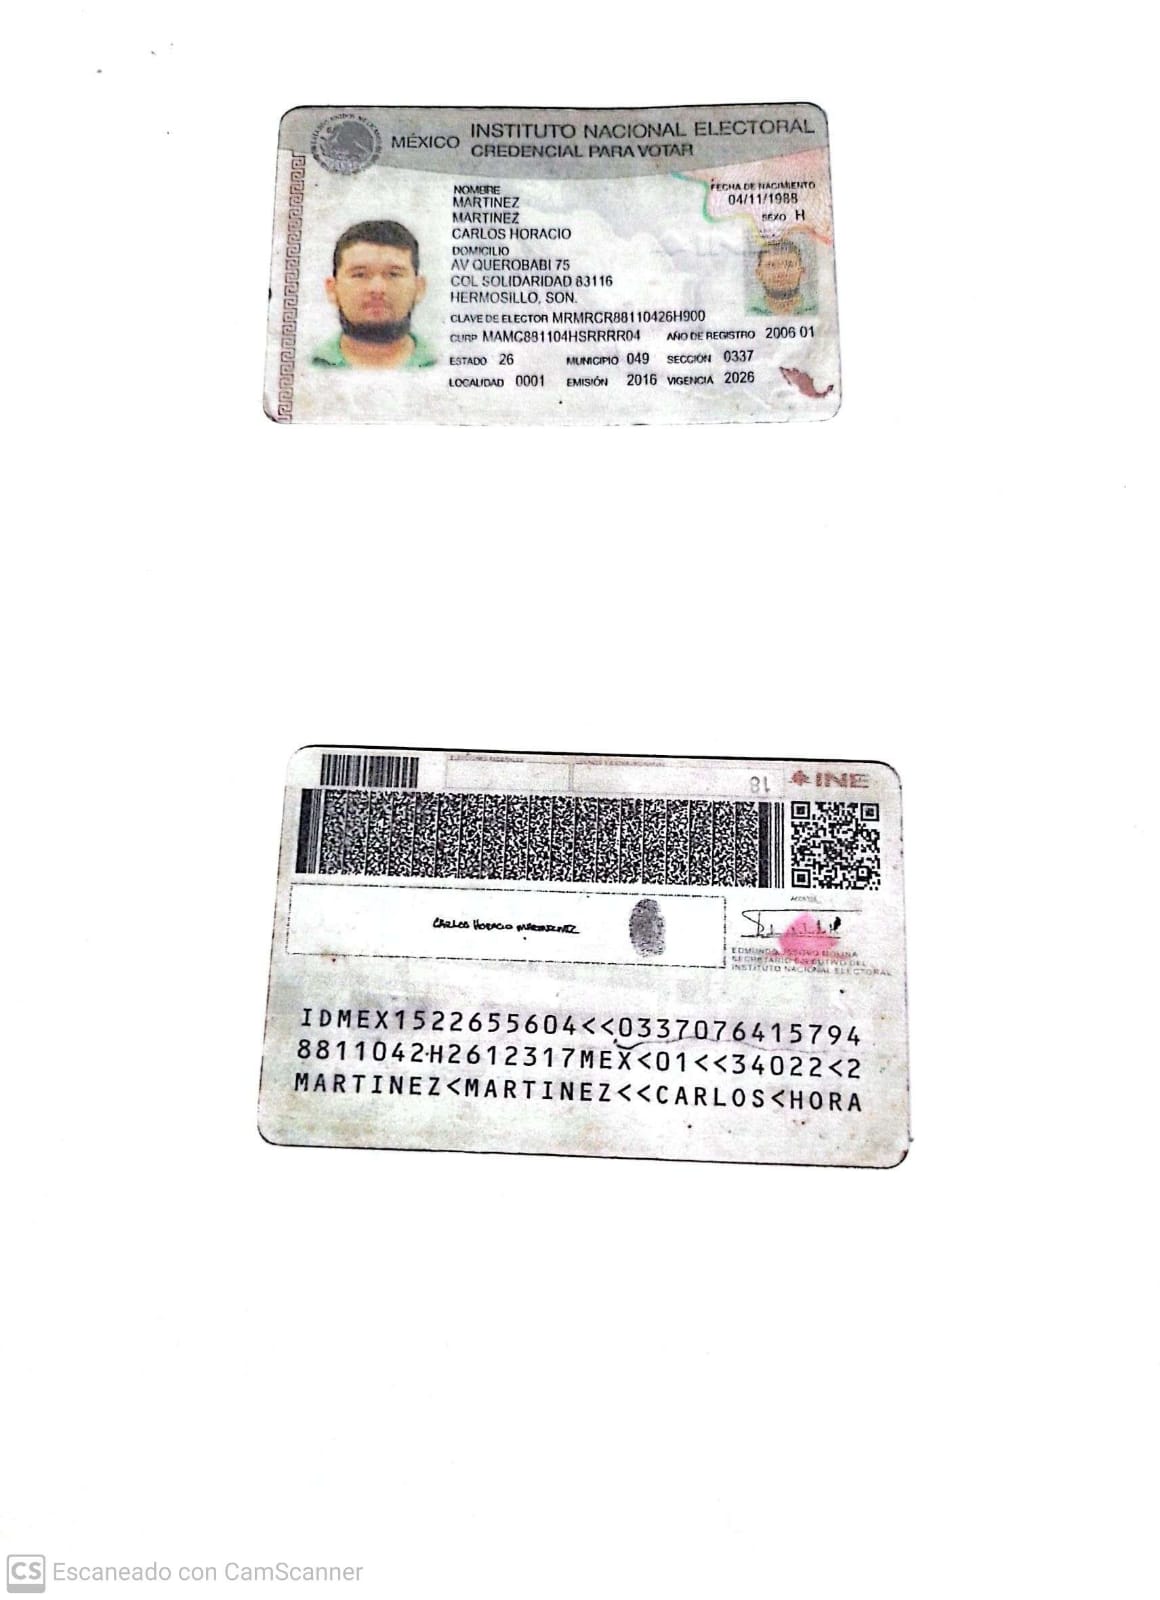 MÉXICO INSTITUTO NACIONAL ELECTORAL
CREDENCIAL PARA VOTAR
NOMBRE
MARTINEZ
MARTINEZ
CARLOS HORACIO
FECHA DE NACIMIENTO
04/11/1988
SEXO H
DOMICILIO
AV QUEROBABI 75
COL SOLIDARIDAD 83116
HERMOSILLO, SON.
CLAVE DE ELECTOR MRMRCR88110426H900
CURP MAMC881104HSRRRR04 AÑO DE REGISTRO 2006 01
ESTADO 26 MUNICIPIO 049 SECCIÓN 0337
LOCALIDAD 0001 EMISIÓN 2016 VIGENCIA 2026
18
INE
CARLOS HORACIO MARTINEZ
EDMUNDO MOLINA
SECRETARIO EJECUTIVO DEL
INSTITUTO NACIONAL ELECTORAL
IDMEX1522655604<<0337076415794
8811042H2612317MEX<01<<34022<2
MARTINEZ<MARTINEZ<<CARLOS<HORA
CS Escaneado con CamScanner